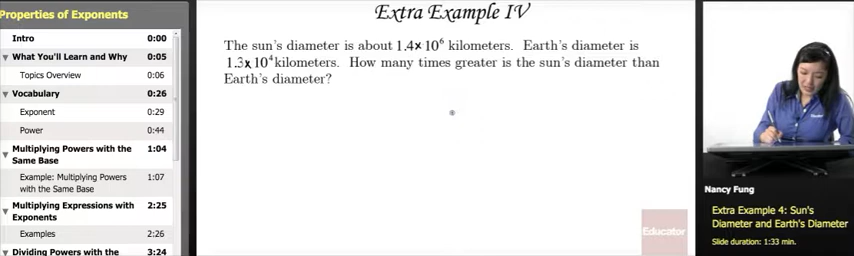 Properties of Exponents
Intro 0:00
What You'll Learn and Why 0:05
Topics Overview 0:06
Vocabulary 0:26
Exponent 0:29
Power 0:44
Multiplying Powers with the 1:04
Same Base
Example: Multiplying Powers 1:07
with the Same Base
Multiplying Expressions with 2:25
Exponents
Examples 2:26
Dividing Powers with the 3:24
Extra Example IV
The sun's diameter is about 1.4×10⁶ kilometers. Earth's diameter is
1.3x10⁴ kilometers. How many times greater is the sun's diameter than
Earth's diameter?
Educator
Nancy Fung
Extra Example 4: Sun's
Diameter and Earth's Diameter
Slide duration: 1:33 min.